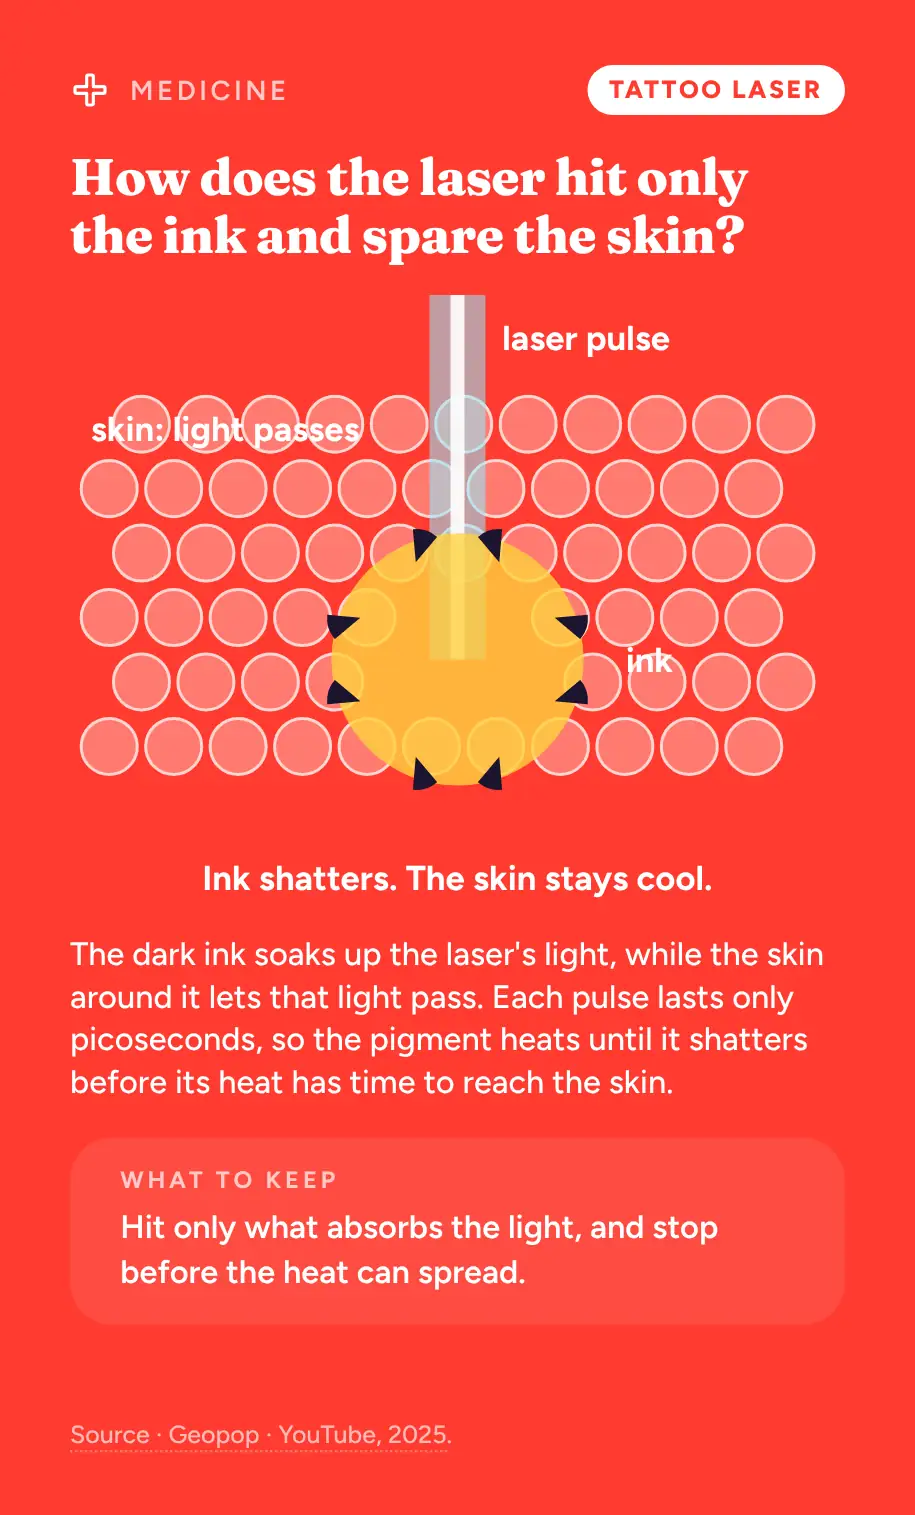 MEDICINE
TATTOO LASER
How does the laser hit only
the ink and spare the skin?
laser pulse
skin: light passes
ink
Ink shatters. The skin stays cool.
The dark ink soaks up the laser's light, while the skin
around it lets that light pass. Each pulse lasts only
picoseconds, so the pigment heats until it shatters
before its heat has time to reach the skin.
WHAT TO KEEP
Hit only what absorbs the light, and stop
before the heat can spread.
Source · Geopop · YouTube, 2025.